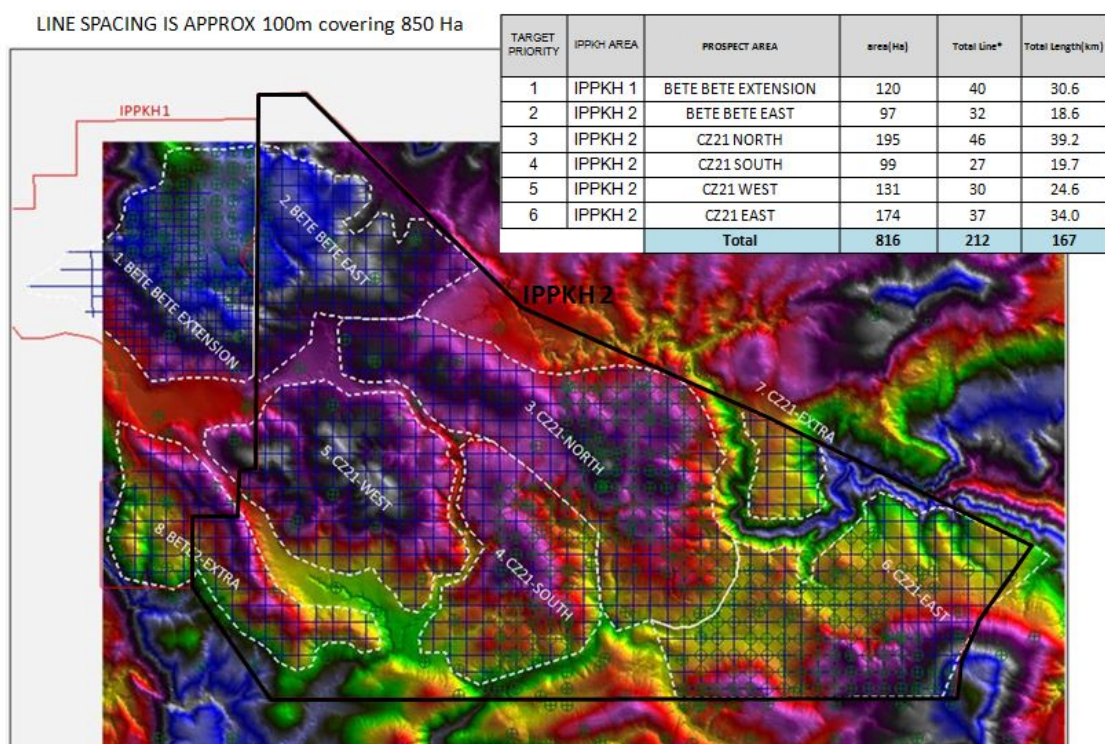 LINE SPACING IS APPROX 100m covering 850 Ha
TARGET PRIORITY IPPKH AREA PROSPECT AREA area(Ha) Total Line* Total Length(km)
1 IPPKH 1 BETE BETE EXTENSION 120 40 30.6
2 IPPKH 2 BETE BETE EAST 97 32 18.6
3 IPPKH 2 CZ21 NORTH 195 46 39.2
4 IPPKH 2 CZ21 SOUTH 99 27 19.7
5 IPPKH 2 CZ21 WEST 131 30 24.6
6 IPPKH 2 CZ21 EAST 174 37 34.0
Total 816 212 167
IPPKH1
2.BETE BETE EAST
1.BETE BETE EXTENSION
IPPKH 2
3.CZ21-NORTH
7.CZ21-EXTRA
5.CZ21-WEST
4.CZ21-SOUTH
8.BETE2-EXTRA
6.CZ21-EAST